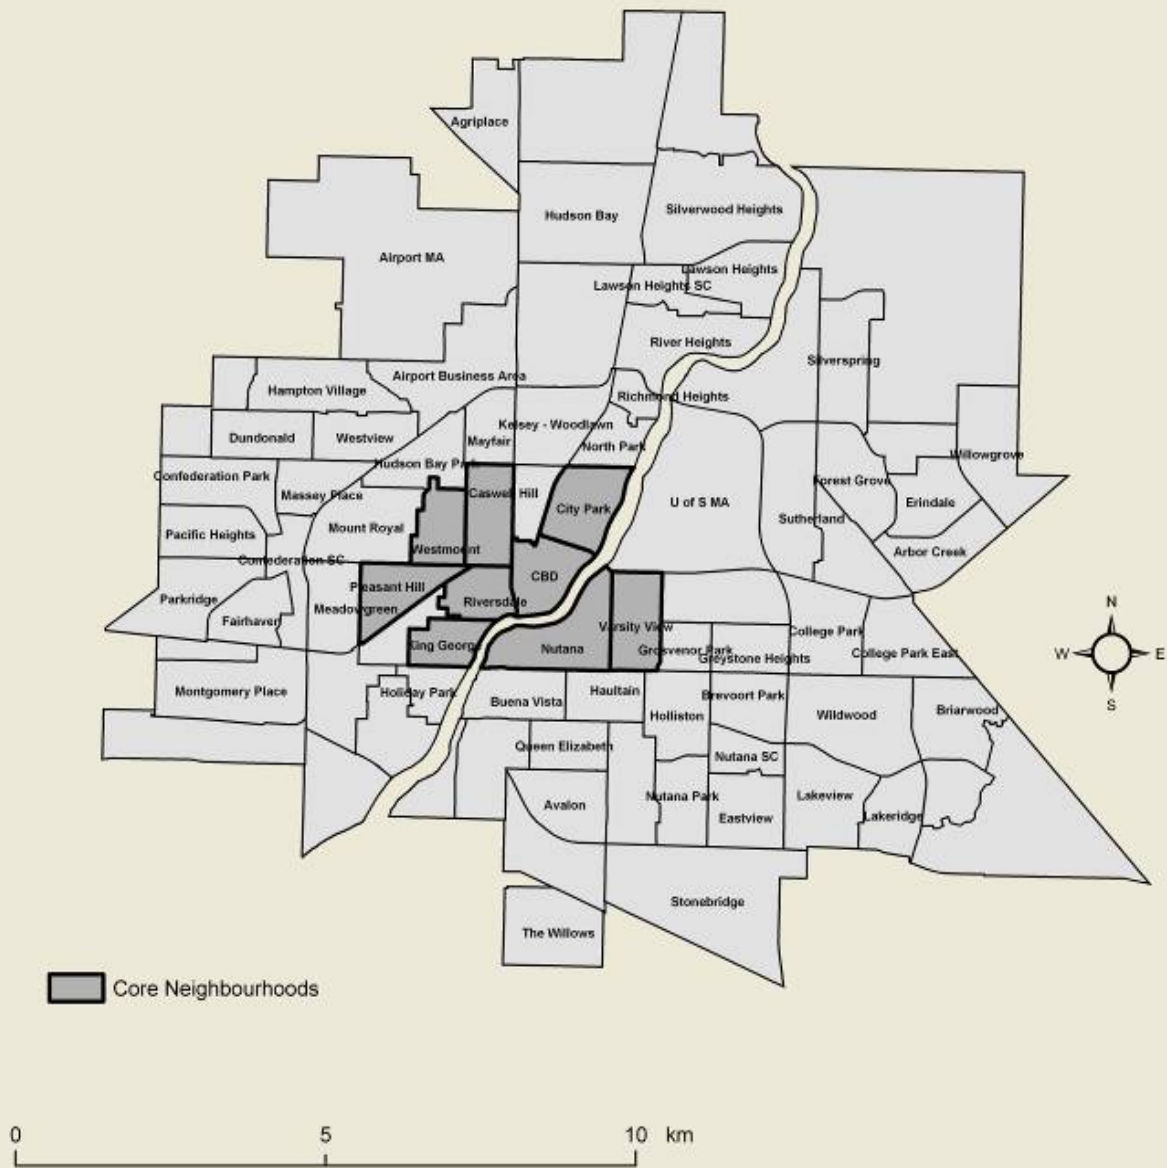 Agriplace
Hudson Bay
Silverwood Heights
Airport MA
Lawson Heights
Lawson Heights SC
River Heights
Silverspring
Airport Business Area
Hampton Village
Richmond Heights
Kelsey - Woodlawn
Dundonald
Westview
Mayfair
North Park
Willowgrove
Hudson Bay Park
Confederation Park
Massey Place
Caswell Hill
Forest Grove
City Park
U of S MA
Erindale
Sutherland
Mount Royal
Pacific Heights
Westmount
Arbor Creek
Confederation SC
CBD
Pleasant Hill
Parkridge
Meadowgreen
Riversdale
N
Fairhaven
Varsity View
College Park
W
E
King George
Nutana
Grosvenor Park
Greystone Heights
College Park East
S
Montgomery Place
Holiday Park
Buena Vista
Haultain
Brevoort Park
Holliston
Wildwood
Briarwood
Queen Elizabeth
Nutana SC
Avalon
Nutana Park
Lakeview
Eastview
Lakeridge
Stonebridge
The Willows
Core Neighbourhoods
0 5 10 km